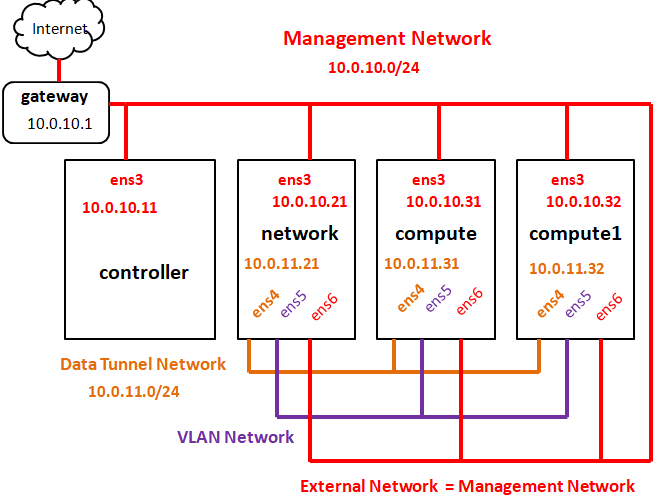 Internet
Management Network
10.0.10.0/24
gateway
10.0.10.1
ens3
10.0.10.11
controller
ens3
10.0.10.21
network
10.0.11.21
ens4
ens5
ens6
ens3
10.0.10.31
compute
10.0.11.31
ens4
ens5
ens6
ens3
10.0.10.32
compute1
10.0.11.32
ens4
ens5
ens6
Data Tunnel Network
10.0.11.0/24
VLAN Network
External Network = Management Network